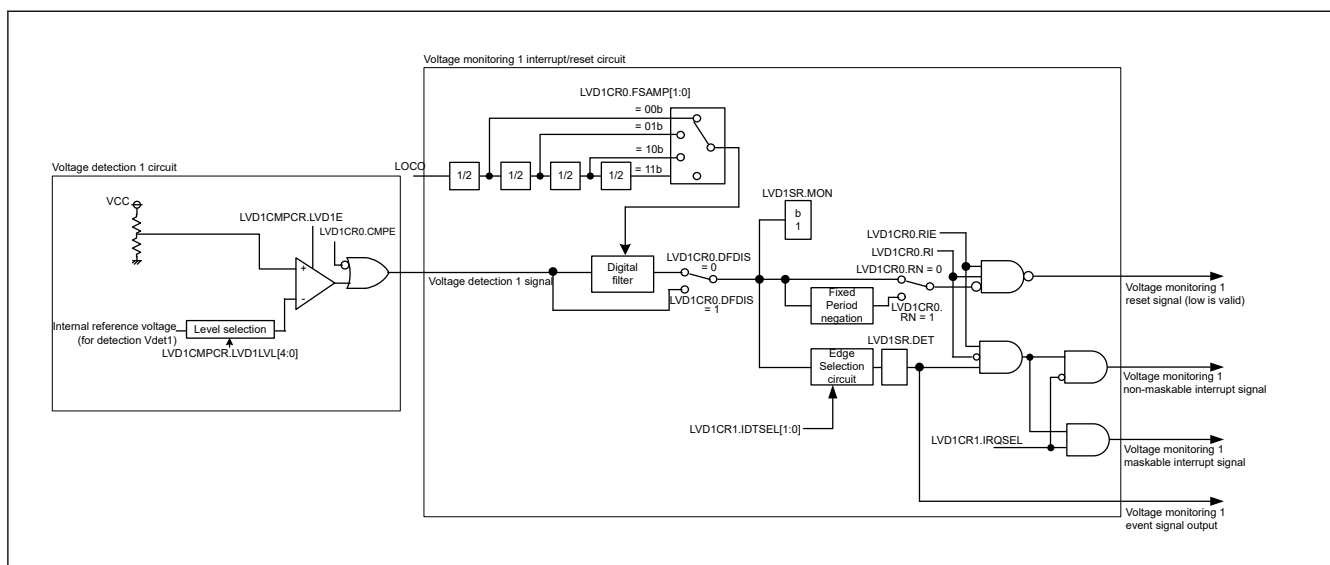 Voltage monitoring 1 interrupt/reset circuit
LVD1CR0.FSAMP[1:0]
= 00b
= 01b
= 10b
= 11b
LOCO
1/2
1/2
1/2
1/2
Voltage detection 1 circuit
VCC
LVD1CMPCR.LVD1E
LVD1CR0.CMPE
+
-
Internal reference voltage
(for detection Vdet1)
Level selection
LVD1CMPCR.LVD1LVL[4:0]
Voltage detection 1 signal
Digital
filter
LVD1CR0.DFDIS
= 0
LVD1CR0.DFDIS
= 1
LVD1SR.MON
b
1
LVD1CR0.RIE
LVD1CR0.RI
LVD1CR0.RN = 0
Fixed
Period
negation
LVD1CR0.
RN = 1
Voltage monitoring 1
reset signal (low is valid)
LVD1SR.DET
Edge
Selection
circuit
LVD1CR1.IDTSEL[1:0]
LVD1CR1.IRQSEL
Voltage monitoring 1
non-maskable interrupt signal
Voltage monitoring 1
maskable interrupt signal
Voltage monitoring 1
event signal output